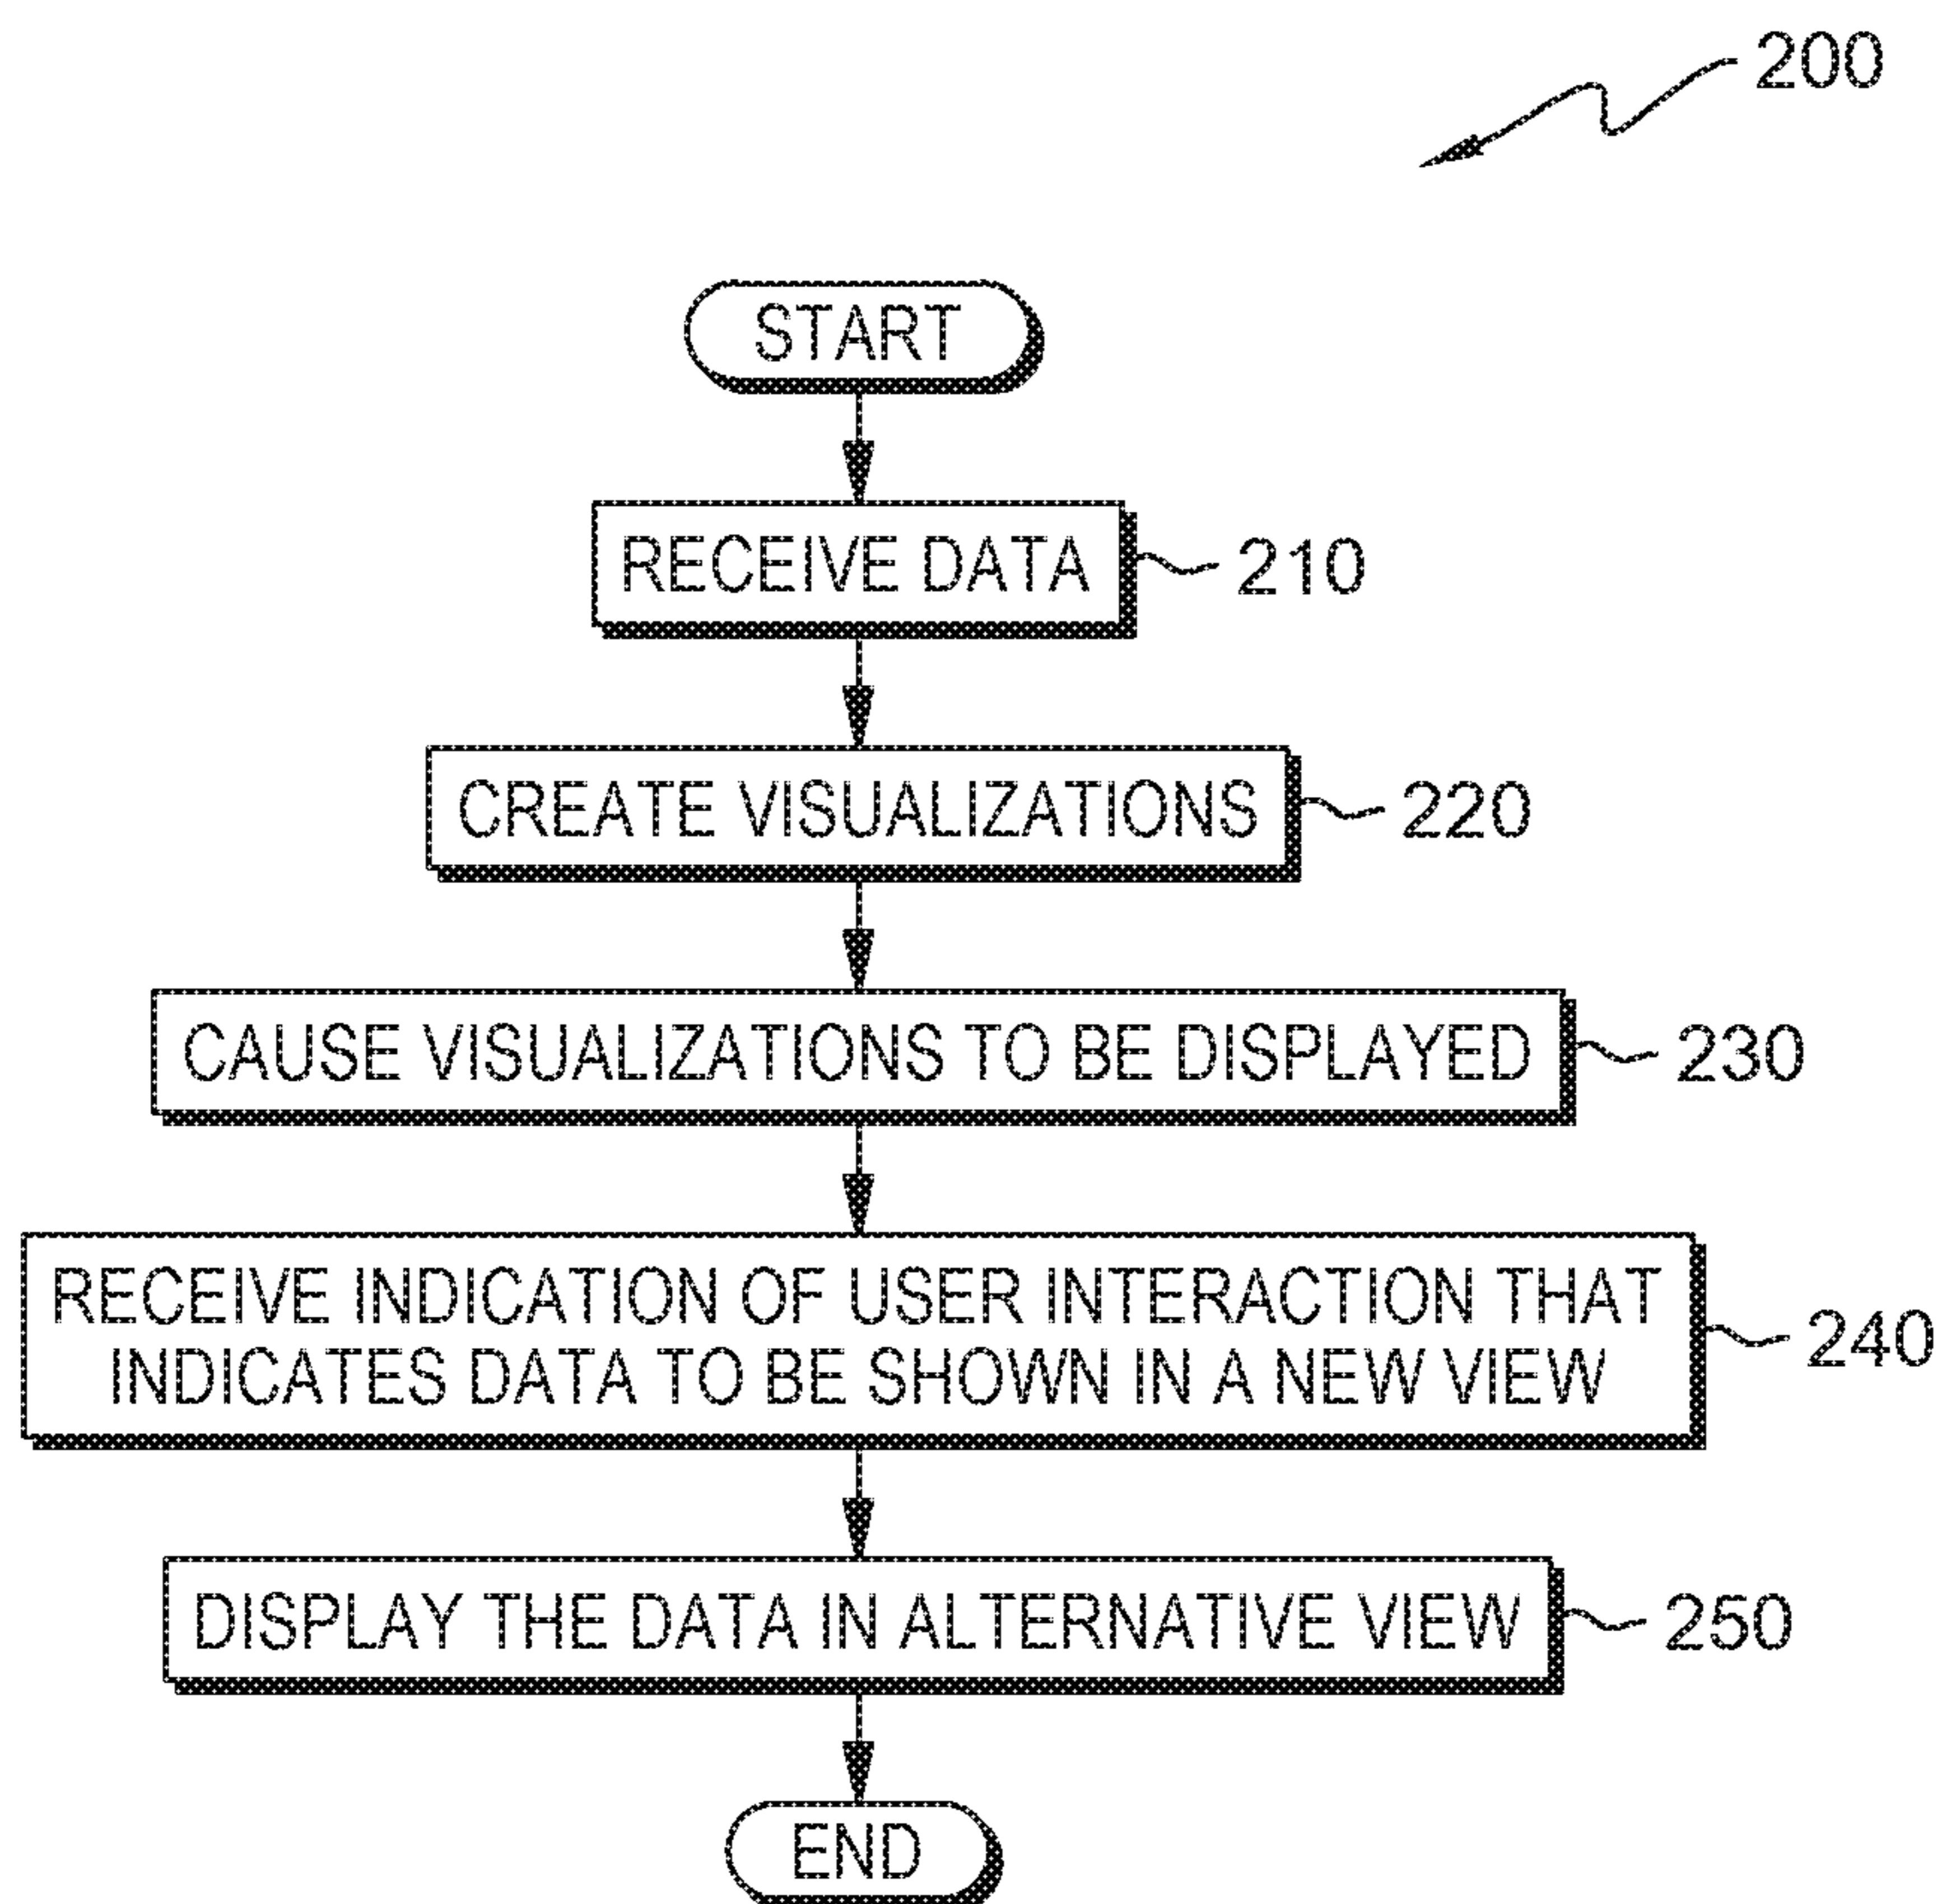 200
START
RECEIVE DATA
210
CREATE VISUALIZATIONS
220
CAUSE VISUALIZATIONS TO BE DISPLAYED
230
RECEIVE INDICATION OF USER INTERACTION THAT
INDICATES DATA TO BE SHOWN IN A NEW VIEW
240
DISPLAY THE DATA IN ALTERNATIVE VIEW
250
END